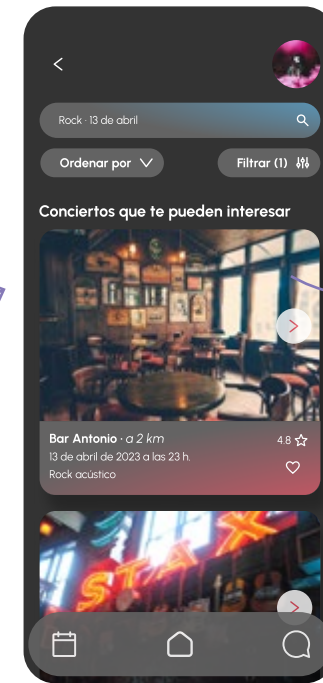 Rock · 13 de abril
Ordenar por
Filtrar (1)
Conciertos que te pueden interesar
Bar Antonio · a 2 km
4.8
13 de abril de 2023 a las 23 h.
Rock acústico
STAX